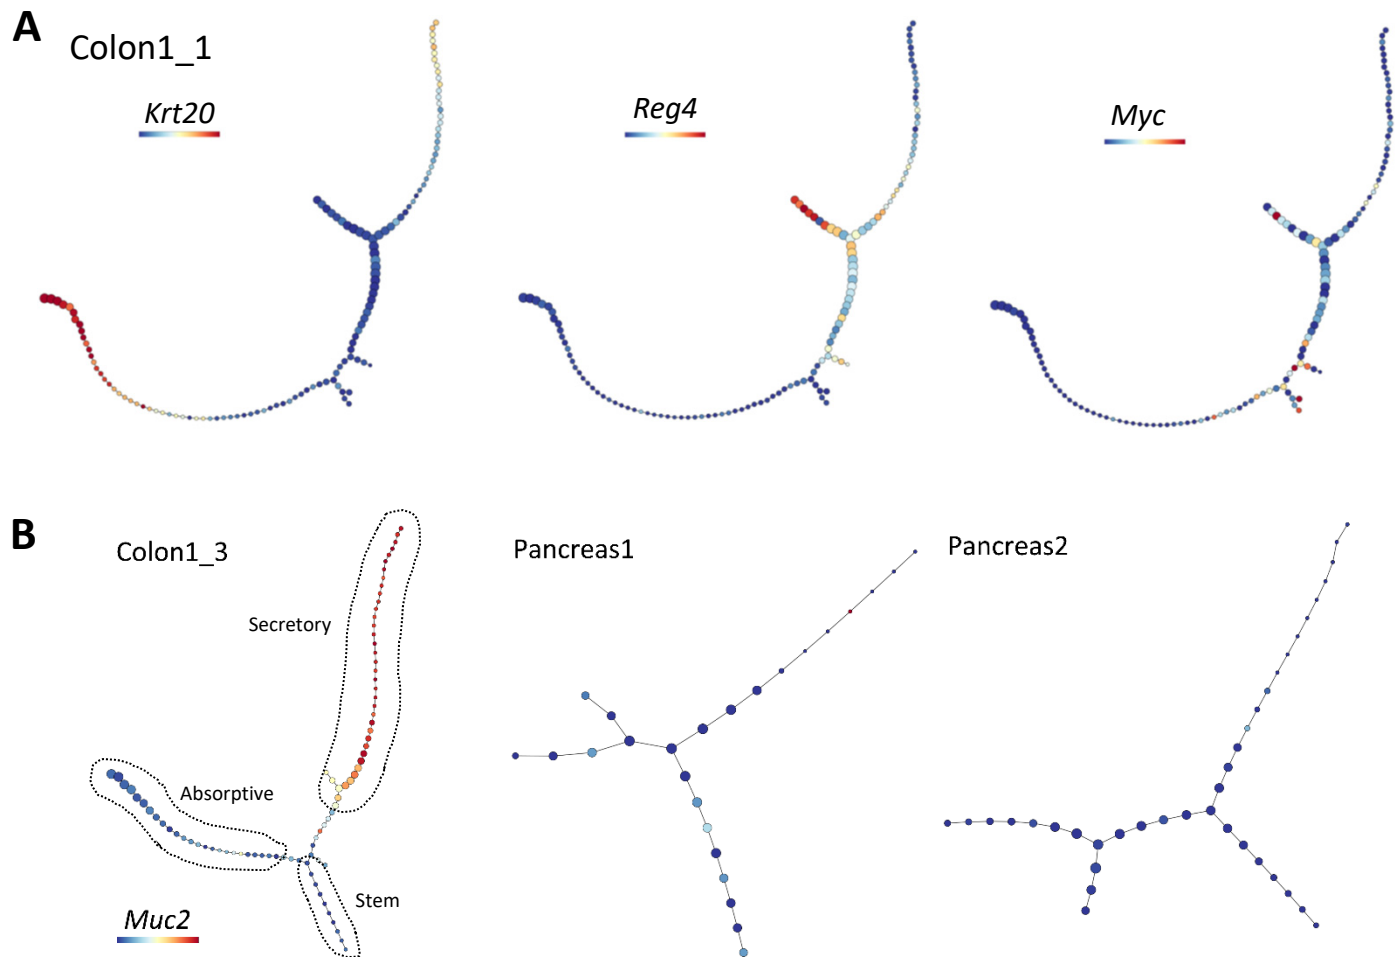 A
Colon1_1
Krt20
Reg4
Myc
B
Colon1_3
Pancreas1
Pancreas2
Secretory
Absorptive
Stem
Muc2